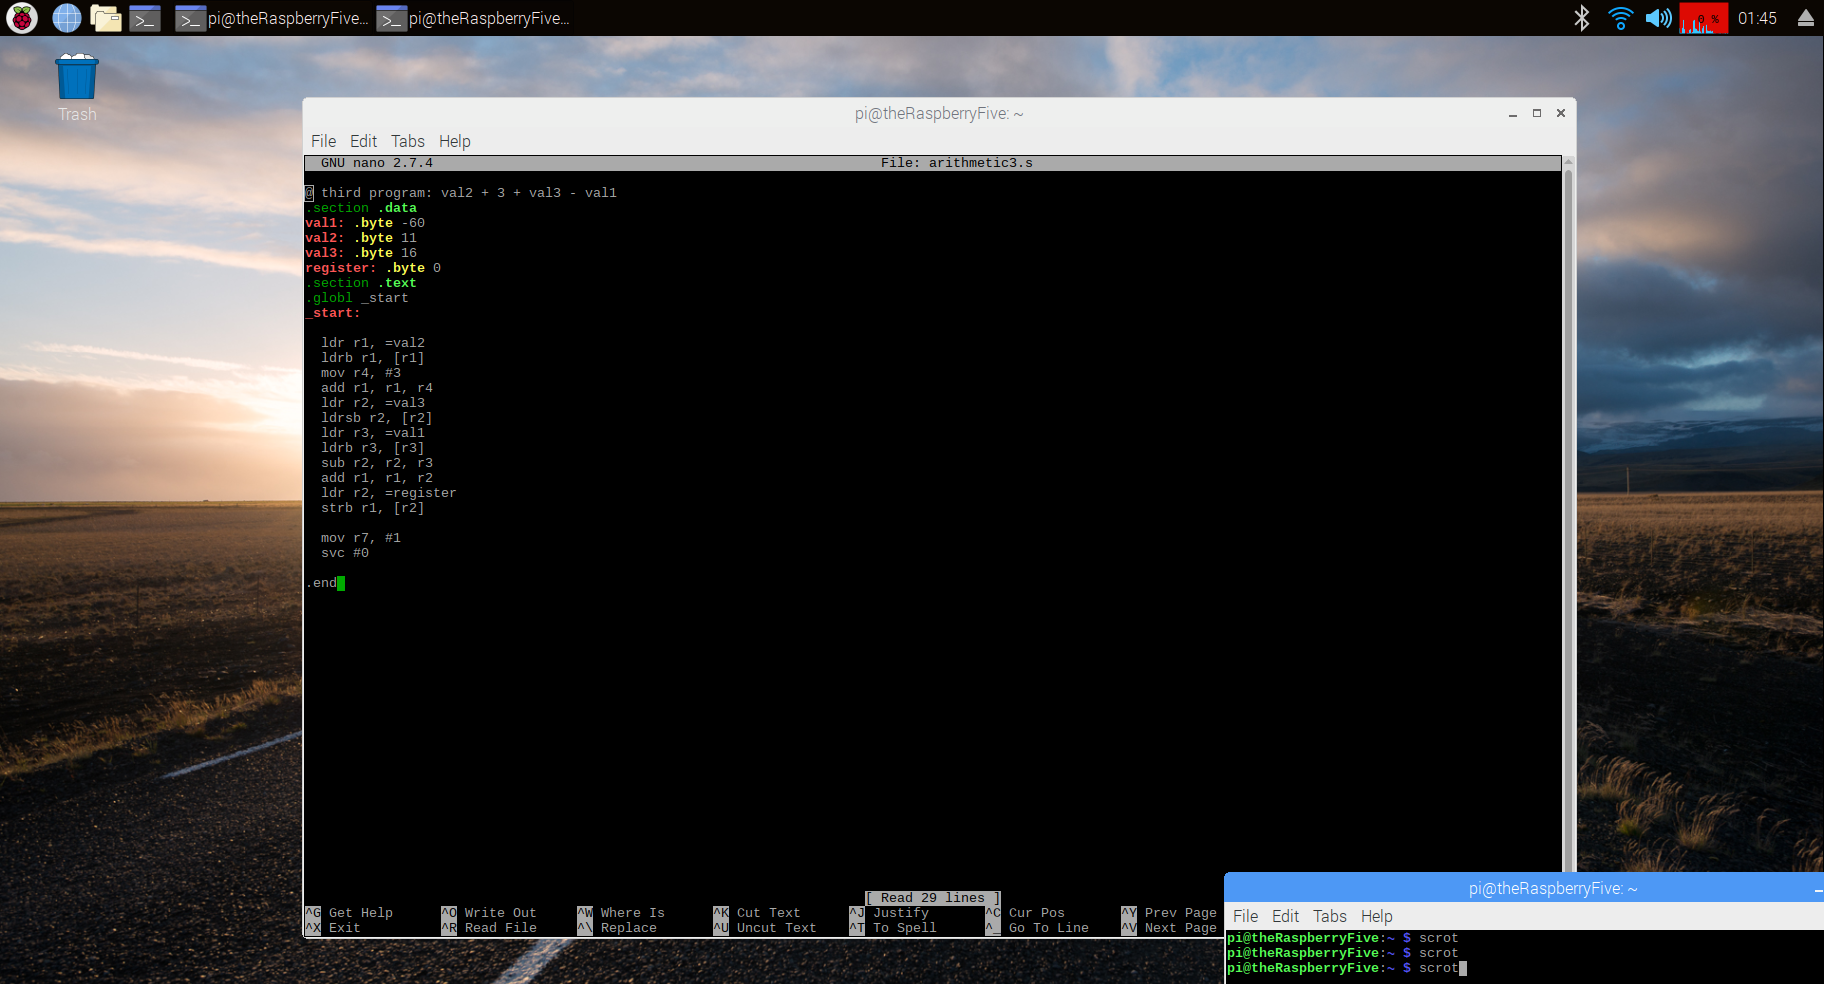 pi@theRaspberryFive... pi@theRaspberryFive... 0 % 01:45
Trash
pi@theRaspberryFive: ~
File Edit Tabs Help
GNU nano 2.7.4 File: arithmetic3.s
@ third program: val2 + 3 + val3 - val1
.section .data
val1: .byte -60
val2: .byte 11
val3: .byte 16
register: .byte 0
.section .text
.globl _start
_start:
ldr r1, =val2
ldrb r1, [r1]
mov r4, #3
add r1, r1, r4
ldr r2, =val3
ldrsb r2, [r2]
ldr r3, =val1
ldrb r3, [r3]
sub r2, r2, r3
add r1, r1, r2
ldr r2, =register
strb r1, [r2]
mov r7, #1
svc #0
.end
[ Read 29 lines ]
^G Get Help ^O Write Out ^W Where Is ^K Cut Text ^J Justify ^C Cur Pos ^Y Prev Page
^X Exit ^R Read File ^\ Replace ^U Uncut Text ^T To Spell ^_ Go To Line ^V Next Page
pi@theRaspberryFive: ~
File Edit Tabs Help
pi@theRaspberryFive:~ $ scrot
pi@theRaspberryFive:~ $ scrot
pi@theRaspberryFive:~ $ scrot